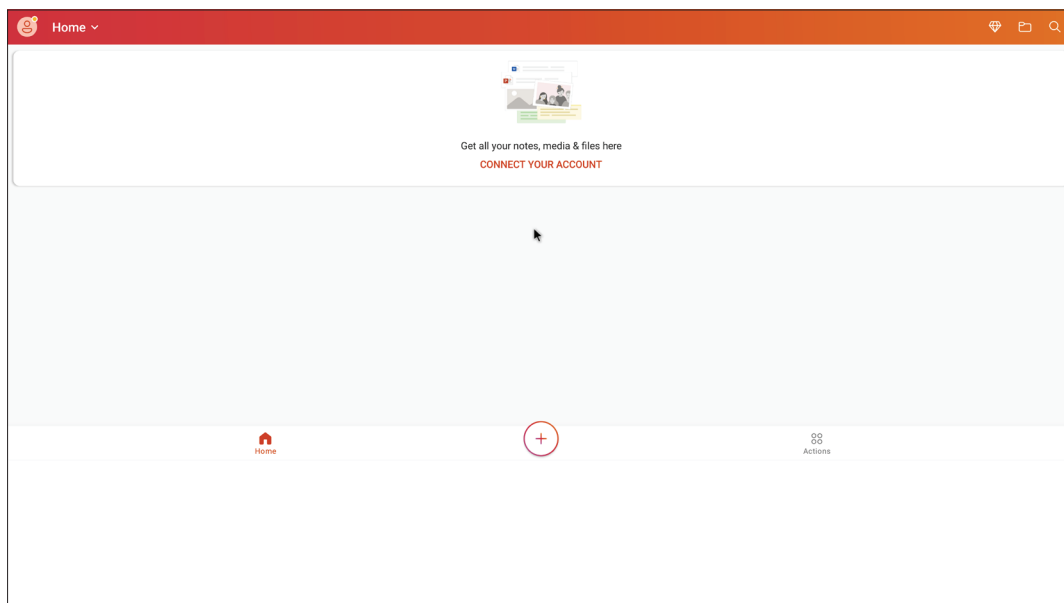 Home
Get all your notes, media & files here
CONNECT YOUR ACCOUNT
Home
Actions